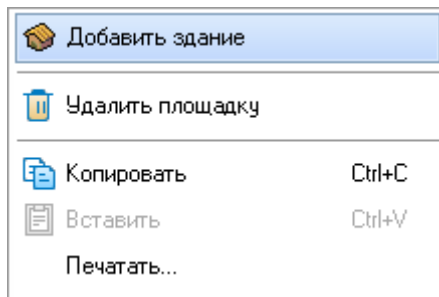 Добавить здание
Удалить площадку
Копировать Ctrl+C
Вставить Ctrl+V
Печатать...